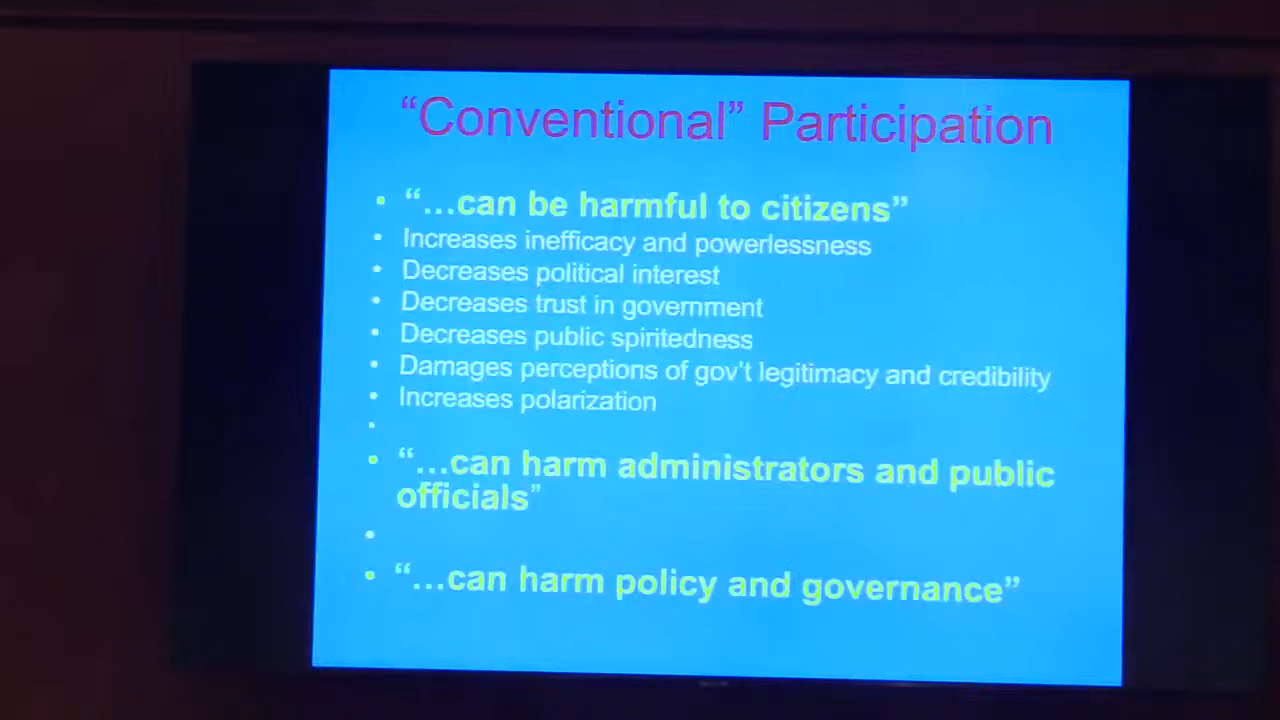 “Conventional” Participation
• “...can be harmful to citizens”
• Increases inefficacy and powerlessness
• Decreases political interest
• Decreases trust in government
• Decreases public spiritedness
• Damages perceptions of gov't legitimacy and credibility
• Increases polarization
•
• “...can harm administrators and public
officials”
•
• “...can harm policy and governance”